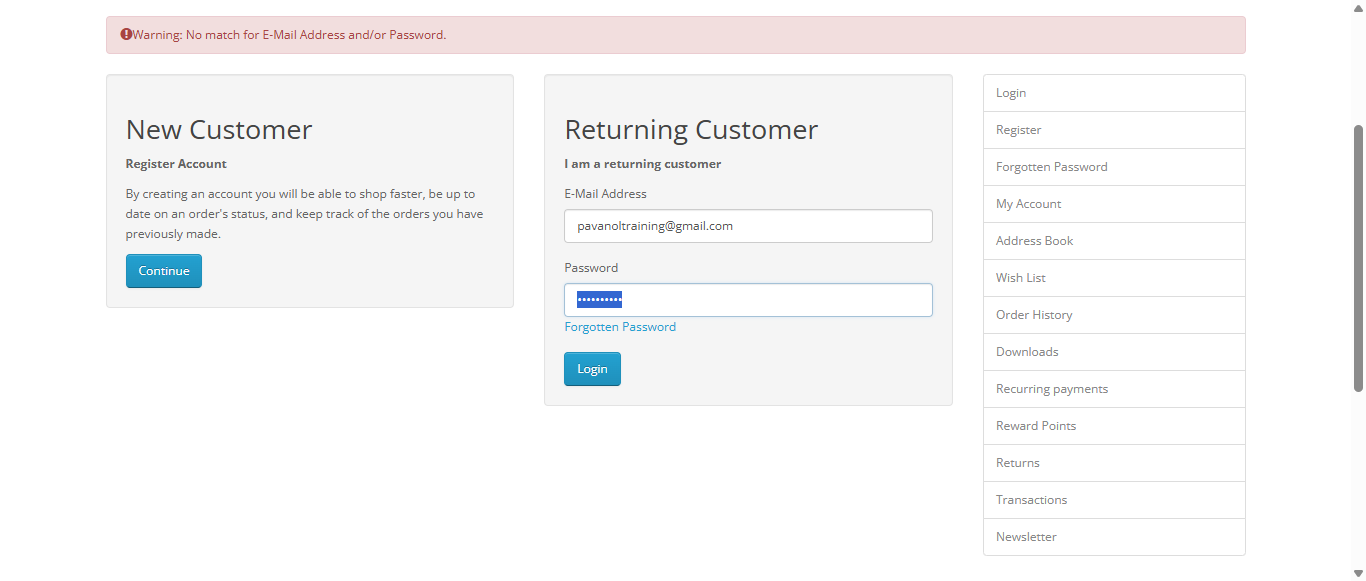 Warning: No match for E-Mail Address and/or Password.
New Customer
Register Account
By creating an account you will be able to shop faster, be up to
date on an order's status, and keep track of the orders you have
previously made.
Continue
Returning Customer
I am a returning customer
E-Mail Address
pavanoltraining@gmail.com
Password
••••••••••
Forgotten Password
Login
Login
Register
Forgotten Password
My Account
Address Book
Wish List
Order History
Downloads
Recurring payments
Reward Points
Returns
Transactions
Newsletter